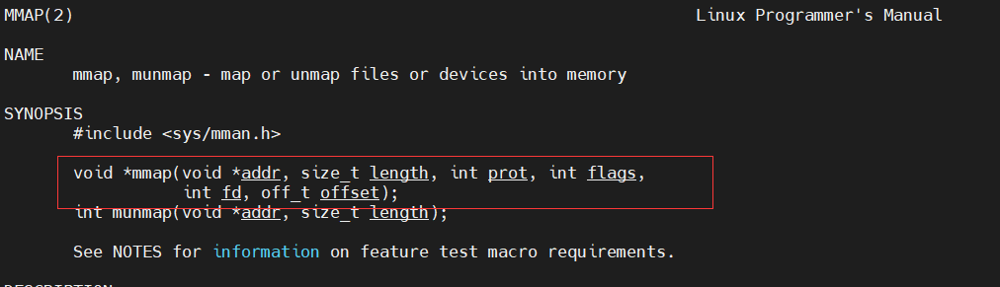 MMAP(2) Linux Programmer's Manual
NAME
mmap, munmap - map or unmap files or devices into memory
SYNOPSIS
#include <sys/mman.h>
void *mmap(void *addr, size_t length, int prot, int flags,
int fd, off_t offset);
int munmap(void *addr, size_t length);
See NOTES for information on feature test macro requirements.
DESCRIPTION